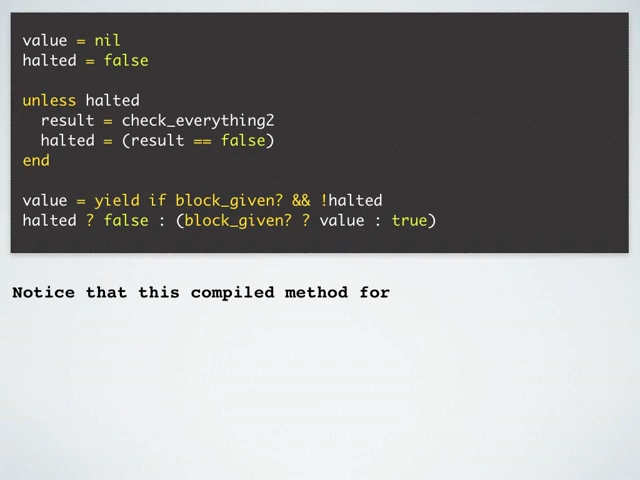 value = nil
halted = false
unless halted
result = check_everything2
halted = (result == false)
end
value = yield if block_given? && !halted
halted ? false : (block_given? ? value : true)
Notice that this compiled method for